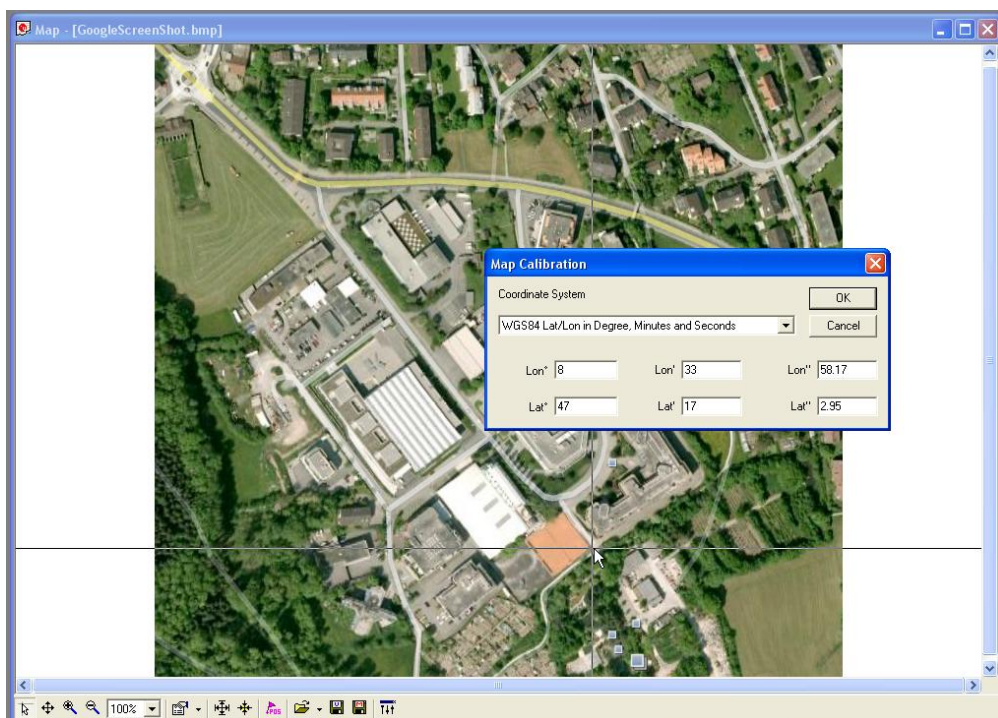 Map - [GoogleScreenShot.bmp]
Map Calibration
Coordinate System
OK
WGS84 Lat/Lon in Degree, Minutes and Seconds
Cancel
Lon° 8 Lon' 33 Lon'' 58.17
Lat° 47 Lat' 17 Lat'' 2.95
100%
POS